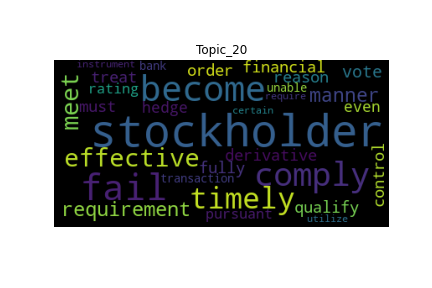 Topic_20
instrument bank order financial
treat reason vote
meet rating become unable manner
must hedge require even
certain
stockholder
effective derivative
fully comply control
fail transaction
timely
requirement pursuant qualify
utilize